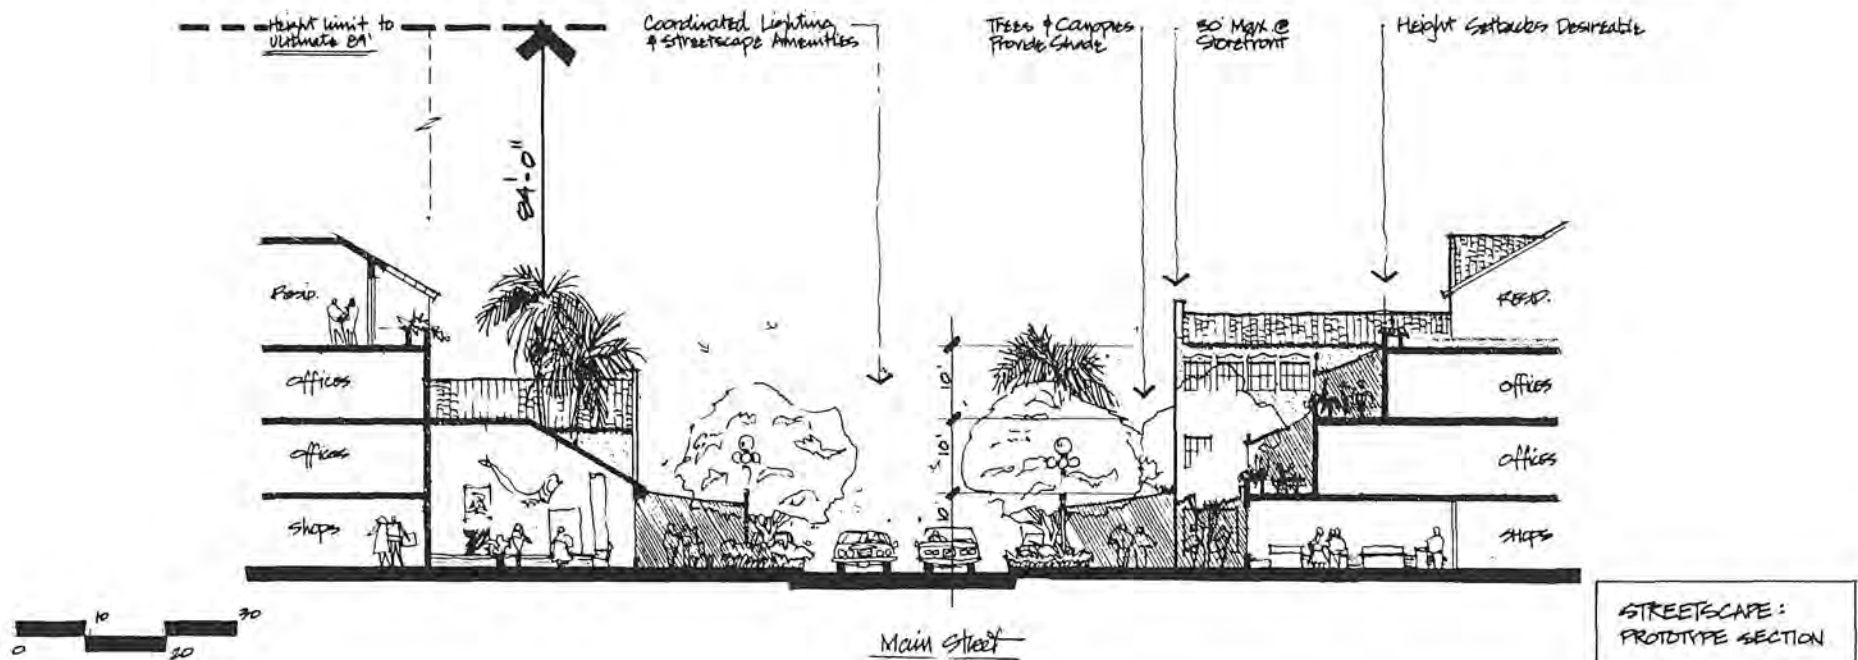 Height limit to
Ultimate 84'
Coordinated Lighting
& Streetscape Amenities
Trees & Canopies
Provide Shade
30' Max @
Storefront
Height Setbacks Desireable
84'-0"
Resid.
Offices
Offices
Shops
10'
10'
10'
RESID.
Offices
Offices
SHOPS
0
10
20
30
Main Street
STREETSCAPE:
PROTOTYPE SECTION